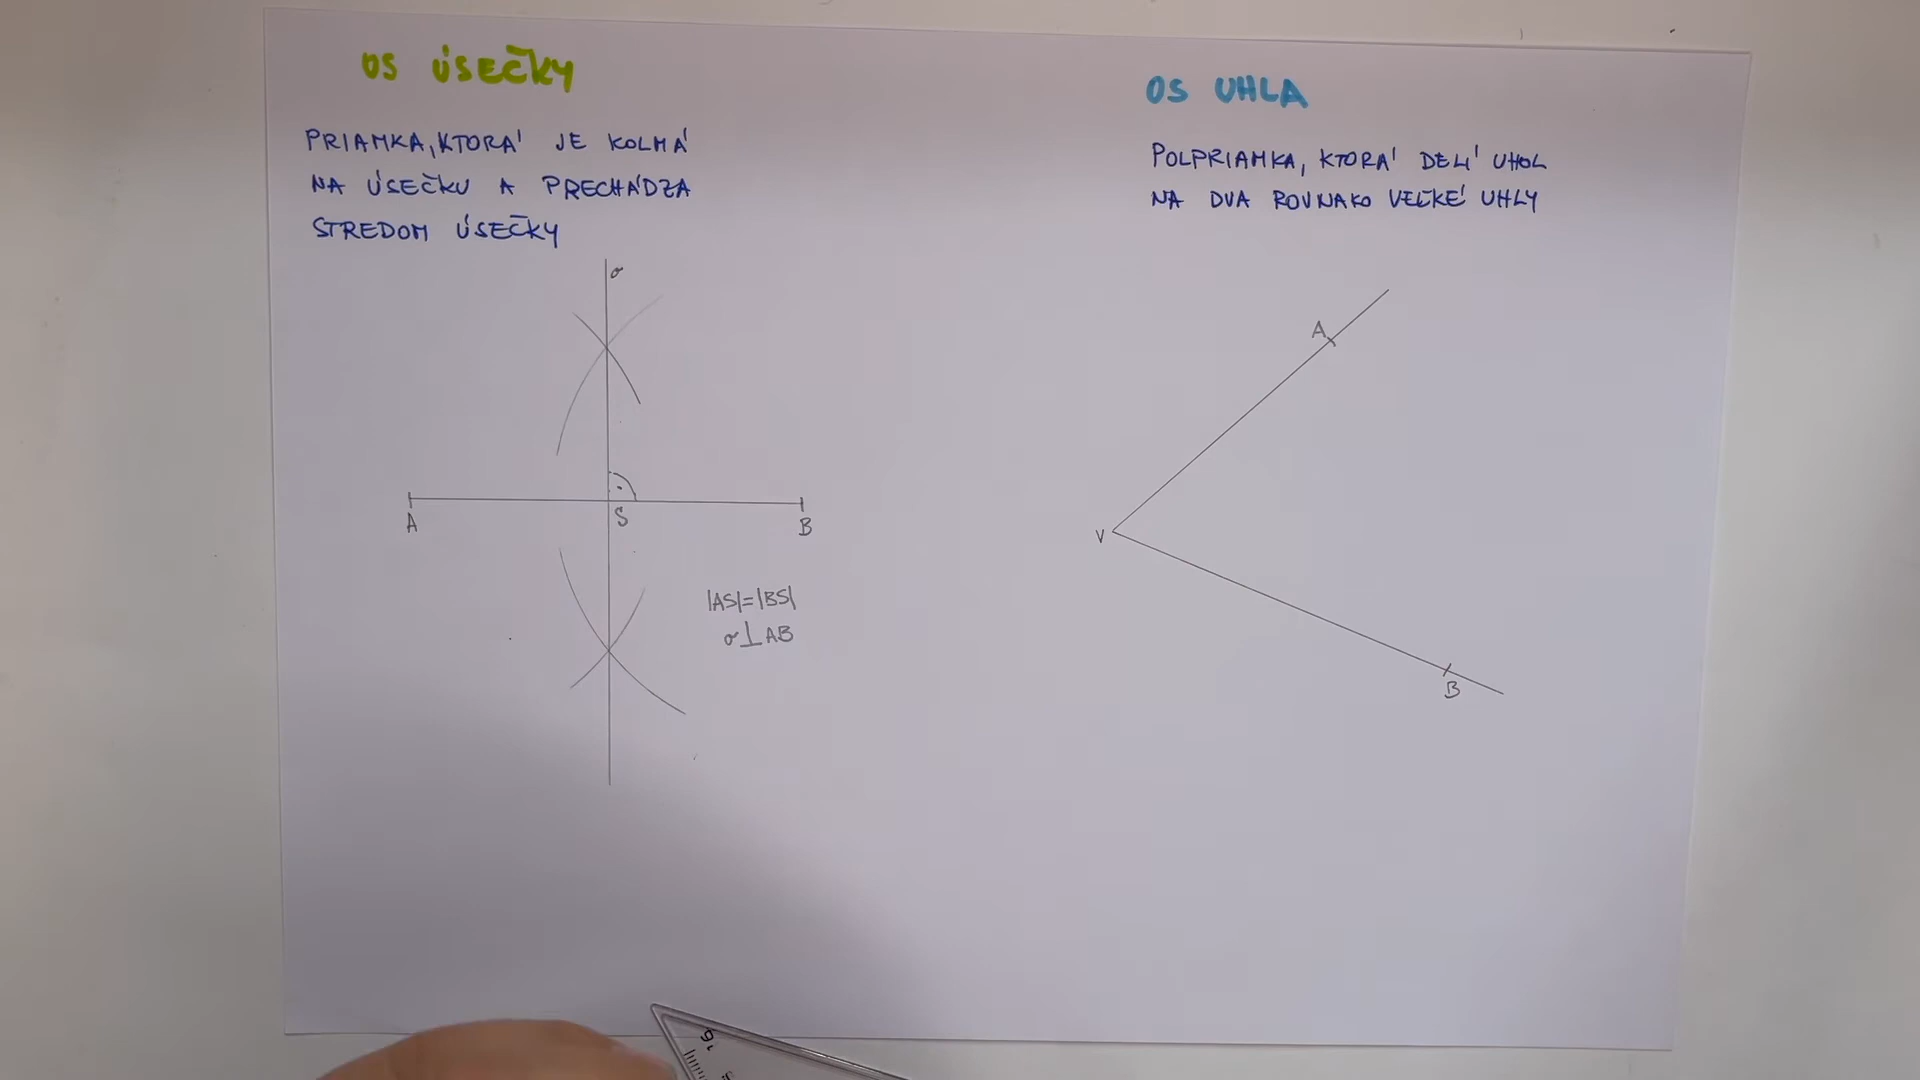 OS ÚSEČKY
PRIAMKA, KTORÁ JE KOLMÁ
NA ÚSEČKU A PRECHÁDZA
STREDOM ÚSEČKY
o
A
S
B
|AS|=|BS|
o⊥AB
OS UHLA
POLPRIAMKA, KTORÁ DELÍ UHOL
NA DVA ROVNAKO VEĽKÉ UHLY
A
V
B